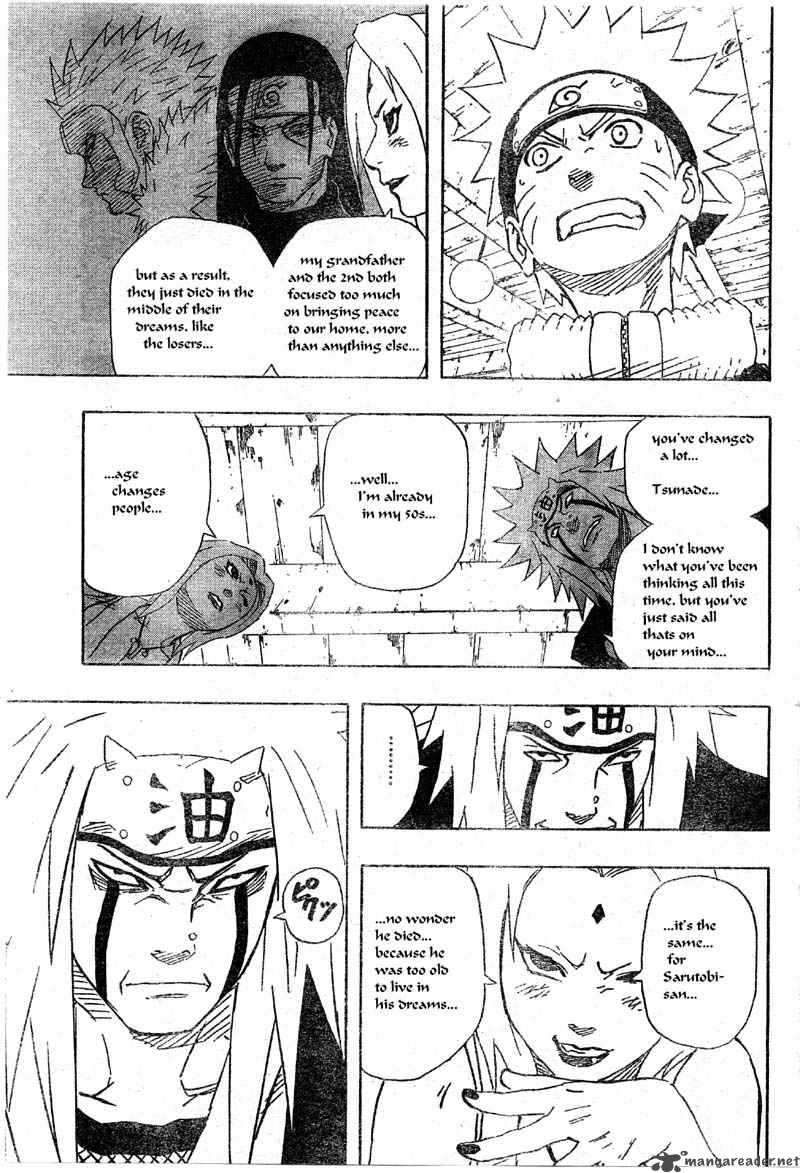 my grandfather
and the 2nd both
focused too much
on bringing peace
to our home, more
than anything else...
but as a result,
they just died in the
middle of their
dreams, like
the losers...
you've changed
a lot...
Tsunade...
I don't know
what you've been
thinking all this
time, but you've
just said all
thats on
your mind...
油
...well...
I'm already
in my 50s...
...age
changes
people...
油
.........
...it's the
same...
for
Sarutobi-
san...
...no wonder
he died...
because he
was too old
to live in
his dreams...
油
ピクッ
mangareader.net